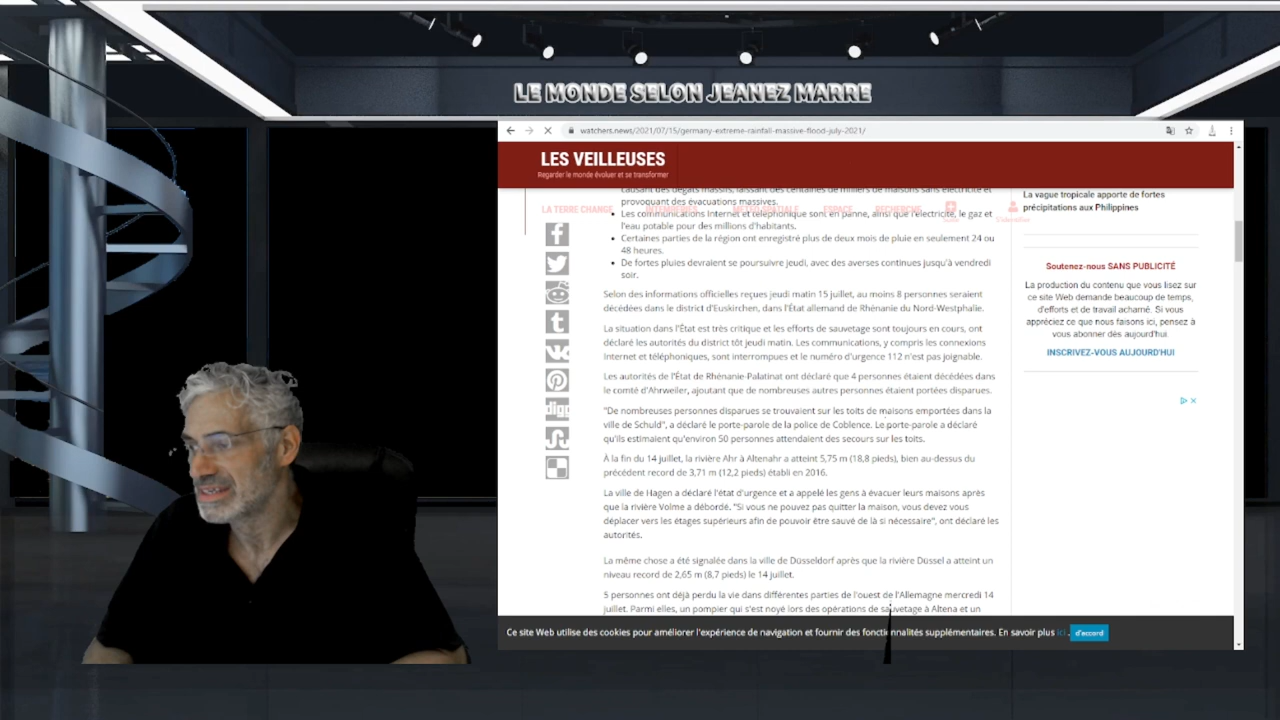 LE MONDE SELON JEANEZ MARRE
watchers.news/2021/07/15/germany-extreme-rainfall-massive-flood-july-2021/
LES VEILLEUSES
Regarder le monde évoluer et se transformer
causant des dégâts massifs, laissant des centaines de milliers de maisons sans électricité et
provoquant des évacuations massives.
LA TERRE CHANGE
ESPACE
RECHERCHE
Les communications Internet et téléphonique sont en panne, ainsi que l'électricité, le gaz et
l'eau potable pour des millions d'habitants.
Certaines parties de la région ont enregistré plus de deux mois de pluie en seulement 24 ou
48 heures.
De fortes pluies devraient se poursuivre jeudi, avec des averses continues jusqu'à vendredi
soir.
Selon des informations officielles reçues jeudi matin 15 juillet, au moins 8 personnes seraient
décédées dans le district d'Euskirchen, dans l'État allemand de Rhénanie du Nord-Westphalie.
La situation dans l'État est très critique et les efforts de sauvetage sont toujours en cours, ont
déclaré les autorités du district tôt jeudi matin. Les communications, y compris les connexions
Internet et téléphoniques, sont interrompues et le numéro d'urgence 112 n'est pas joignable.
Les autorités de l'État de Rhénanie-Palatinat ont déclaré que 4 personnes étaient décédées dans
le comté d'Ahrweiler, ajoutant que de nombreuses autres personnes étaient portées disparues.
"De nombreuses personnes disparues se trouvaient sur les toits de maisons emportées dans la
ville de Schuld", a déclaré le porte-parole de la police de Coblence. Le porte-parole a déclaré
qu'ils estimaient qu'environ 50 personnes attendaient des secours sur les toits.
À la fin du 14 juillet, la rivière Ahr à Altenahr a atteint 5,75 m (18,8 pieds), bien au-dessus du
précédent record de 3,71 m (12,2 pieds) établi en 2016.
La ville de Hagen a déclaré l'état d'urgence et a appelé les gens à évacuer leurs maisons après
que la rivière Volme a débordé. "Si vous ne pouvez pas quitter la maison, vous devez vous
déplacer vers les étages supérieurs afin de pouvoir être sauvé de là si nécessaire", ont déclaré les
autorités.
La même chose a été signalée dans la ville de Düsseldorf après que la rivière Düssel a atteint un
niveau record de 2,65 m (8,7 pieds) le 14 juillet.
5 personnes ont déjà perdu la vie dans différentes parties de l'ouest de l'Allemagne mercredi 14
juillet. Parmi elles, un pompier qui s'est noyé lors des opérations de sauvetage à Altena et un
digg
La vague tropicale apporte de fortes
précipitations aux Philippines
Soutenez-nous SANS PUBLICITÉ
La production du contenu que vous lisez sur
ce site Web demande beaucoup de temps,
d'efforts et de travail acharné. Si vous
appréciez ce que nous faisons ici, pensez à
vous abonner dès aujourd'hui.
INSCRIVEZ-VOUS AUJOURD'HUI
Ce site Web utilise des cookies pour améliorer l'expérience de navigation et fournir des fonctionnalités supplémentaires. En savoir plus ici .
d'accord